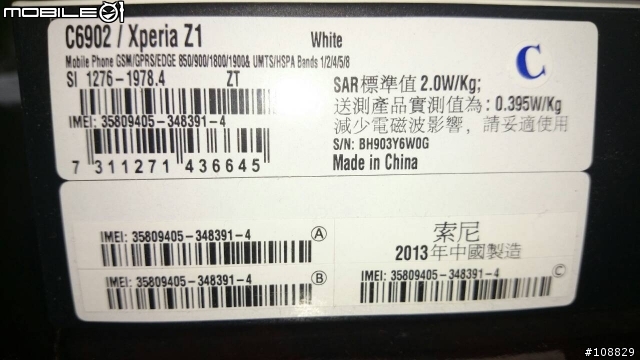 MOBILE01
C6902 / Xperia Z1
White
Mobile Phone GSM/GPRS/EDGE 850/900/1800/1900& UMTS/HSPA Bands 1/2/4/5/8
SI 1276-1978.4 ZT
C
SAR標準值 2.0W/Kg;
送測產品實測值為: 0.395W/Kg
減少電磁波影響, 請妥適使用
IMEI: 35809405-348391-4
S/N: BH903Y6W0G
Made in China
7 311271 436645
IMEI: 35809405-348391-4 A
索尼
2013年中國製造
IMEI: 35809405-348391-4 B
IMEI: 35809405-348391-4 C
#108829